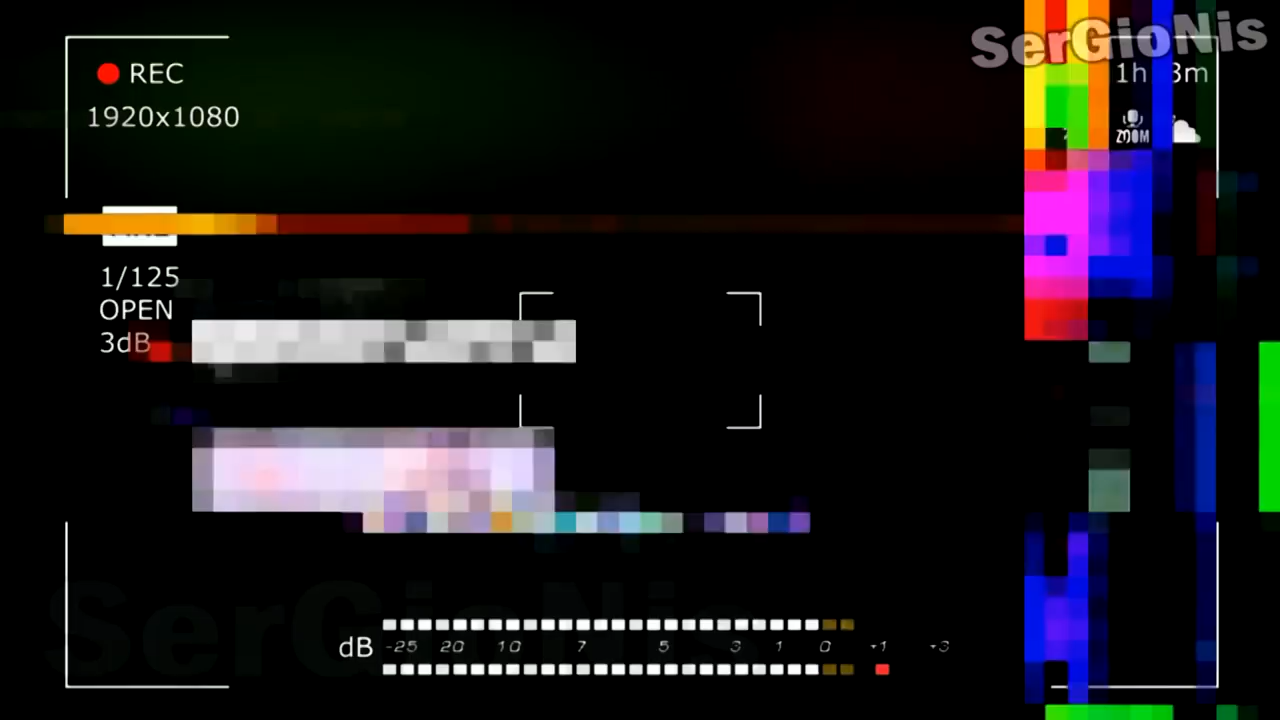 SerGioNis
REC
1h 3m
1920x1080
ZOOM
1/125
OPEN
3dB
SerGioNis
dB -25 20 10 7 5 3 1 0 +1 +3